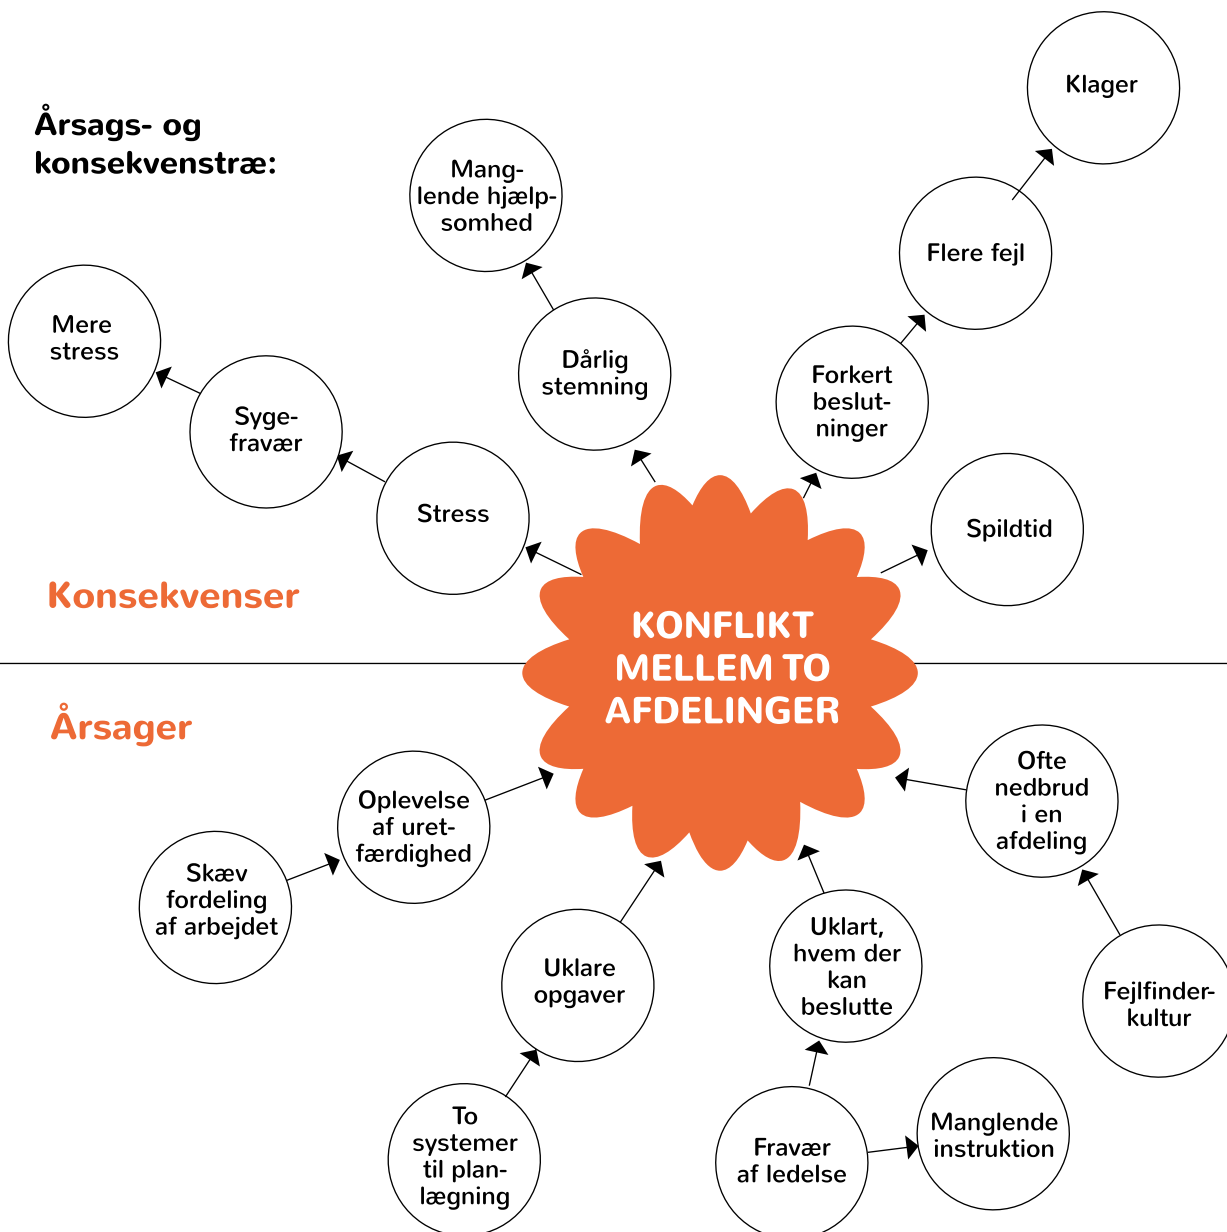 Årsags- og
konsekvenstræ:
Klager
Mang-
lende hjælp-
somhed
Flere fejl
Mere
stress
Dårlig
stemning
Forkert
beslut-
ninger
Syge-
fravær
Stress
Spildtid
Konsekvenser
KONFLIKT
MELLEM TO
AFDELINGER
Årsager
Oplevelse
af uret-
færdighed
Ofte
nedbrud
i en
afdeling
Skæv
fordeling
af arbejdet
Uklare
opgaver
Uklart,
hvem der
kan
beslutte
Fejlfinder-
kultur
To
systemer
til plan-
lægning
Fravær
af ledelse
Manglende
instruktion